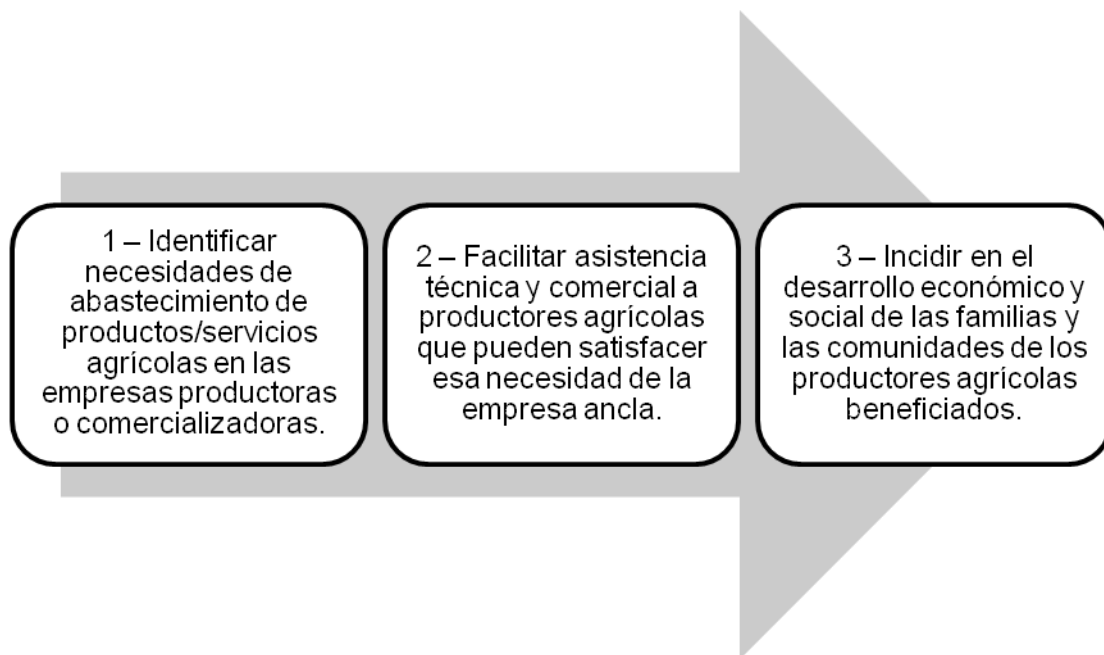 1 – Identificar
necesidades de
abastecimiento de
productos/servicios
agrícolas en las
empresas productoras
o comercializadoras.
2 – Facilitar asistencia
técnica y comercial a
productores agrícolas
que pueden satisfacer
esa necesidad de la
empresa ancla.
3 – Incidir en el
desarrollo económico y
social de las familias y
las comunidades de los
productores agrícolas
beneficiados.